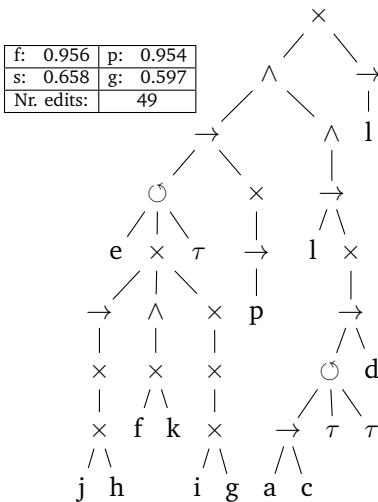 ×
f: 0.956 p: 0.954
s: 0.658 g: 0.597
Nr. edits: 49
∧ →
→ ∧ l
↺ × →
e × τ → l ×
→ ∧ × p →
× × × ↺ d
× f k × → τ τ
j h i g a c